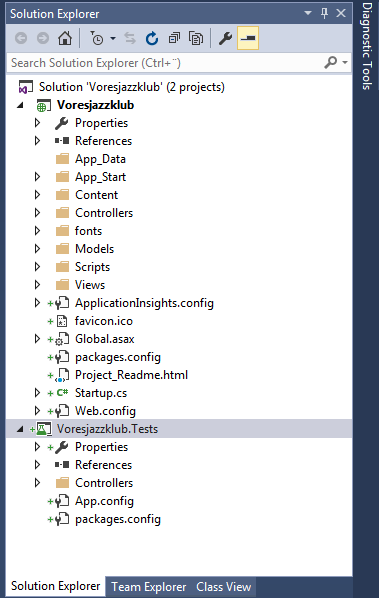 Solution Explorer
Search Solution Explorer (Ctrl+¨)
Solution 'Voresjazzklub' (2 projects)
Voresjazzklub
Properties
References
App_Data
App_Start
Content
Controllers
fonts
Models
Scripts
Views
ApplicationInsights.config
favicon.ico
Global.asax
packages.config
Project_Readme.html
C# Startup.cs
Web.config
Voresjazzklub.Tests
Properties
References
Controllers
App.config
packages.config
Solution Explorer Team Explorer Class View
Diagnostic Tools